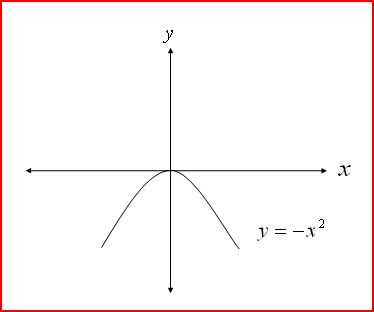 y
x
y = −x²